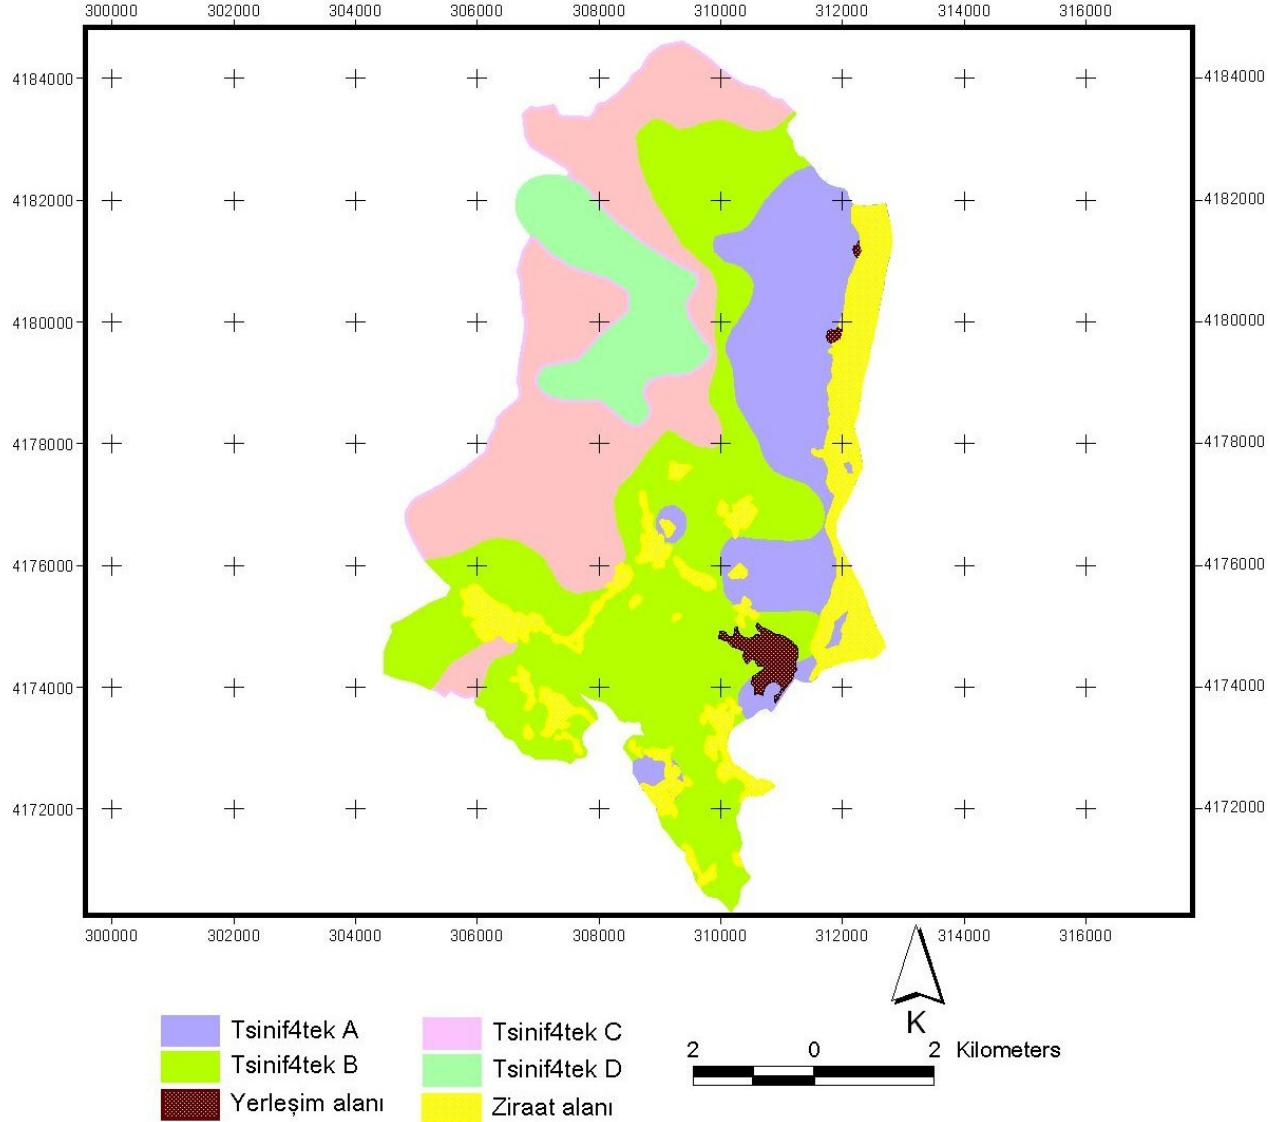 300000 302000 304000 306000 308000 310000 312000 314000 316000
4184000 4184000
4182000 4182000
4180000 4180000
4178000 4178000
4176000 4176000
4174000 4174000
4172000 4172000
300000 302000 304000 306000 308000 310000 312000 314000 316000
K
Tsinif4tek A
Tsinif4tek B
Yerleşim alanı
Tsinif4tek C
Tsinif4tek D
Ziraat alanı
2 0 2 Kilometers